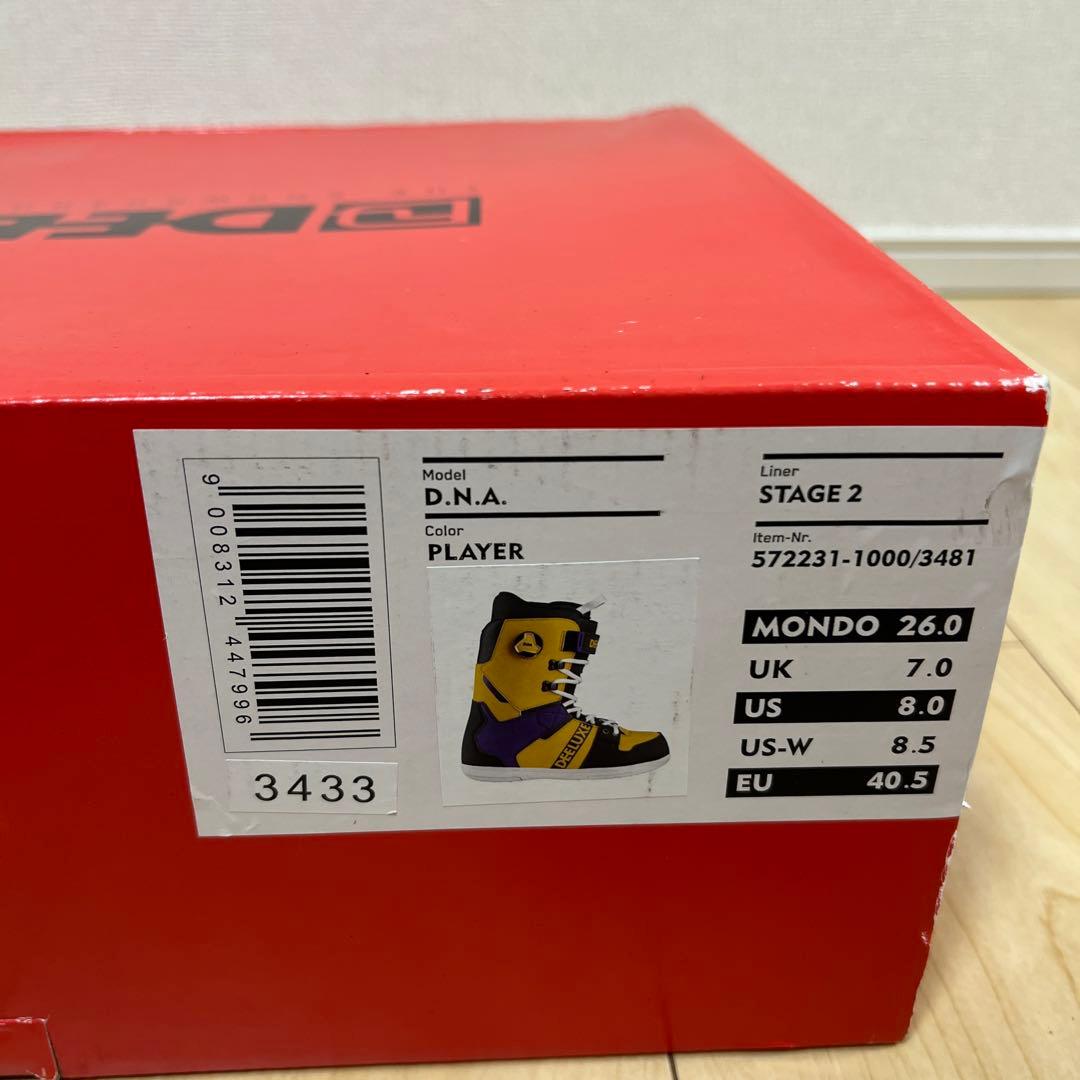 9 008312 447996
3433
Model
D.N.A.
Color
PLAYER
DEELUXE
Liner
STAGE 2
Item-Nr.
572231-1000/3481
MONDO 26.0
UK 7.0
US 8.0
US-W 8.5
EU 40.5